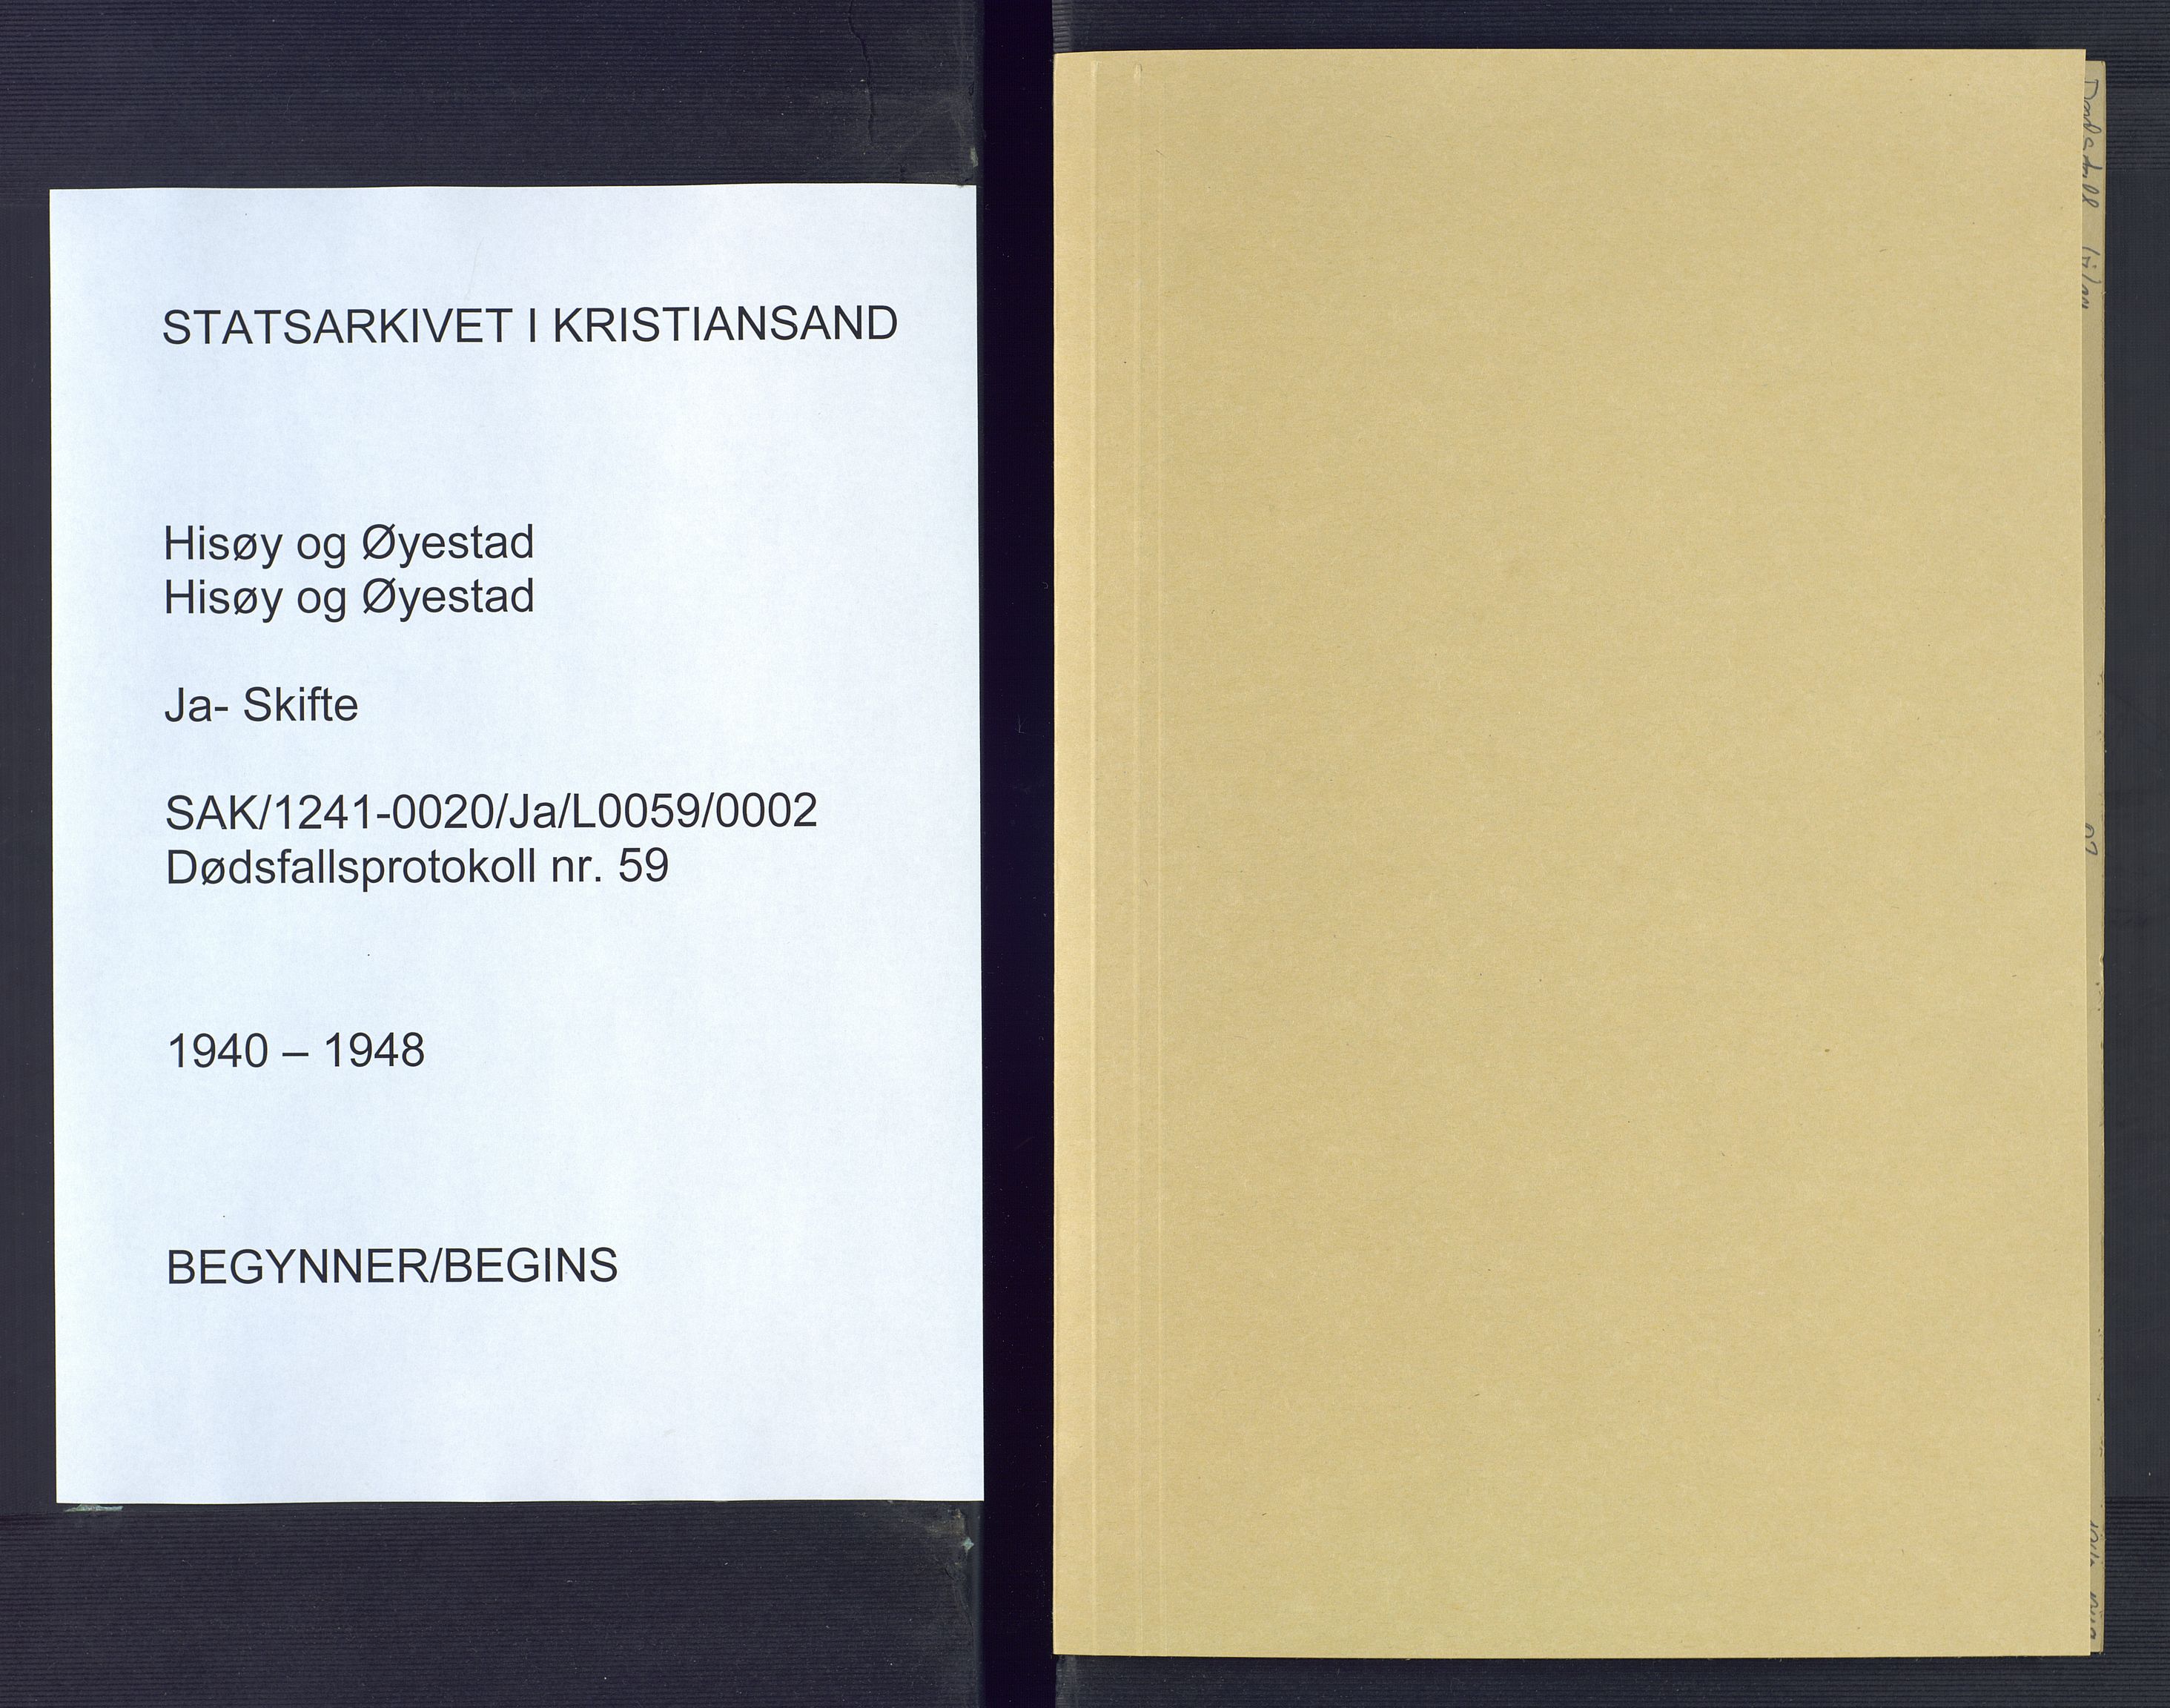 STATSARKIVET I KRISTIANSAND
Hisøy og Øyestad
Hisøy og Øyestad
Ja- Skifte
SAK/1241-0020/Ja/L0059/0002
Dødsfallsprotokoll nr. 59
1940 – 1948
BEGYNNER/BEGINS